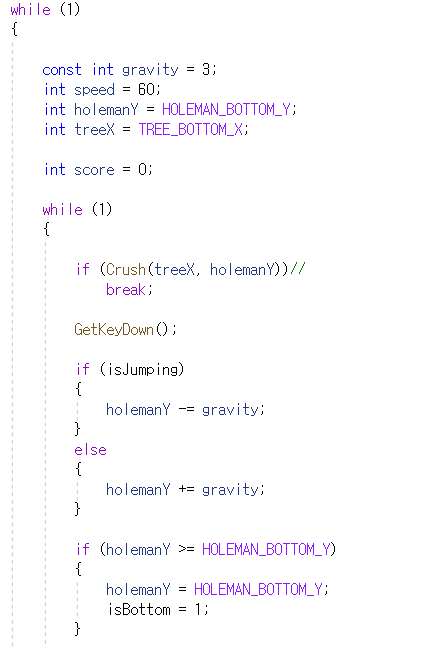 while (1)
{
const int gravity = 3;
int speed = 60;
int holemanY = HOLEMAN_BOTTOM_Y;
int treeX = TREE_BOTTOM_X;
int score = 0;
while (1)
{
if (Crush(treeX, holemanY))//
break;
GetKeyDown();
if (isJumping)
{
holemanY -= gravity;
}
else
{
holemanY += gravity;
}
if (holemanY >= HOLEMAN_BOTTOM_Y)
{
holemanY = HOLEMAN_BOTTOM_Y;
isBottom = 1;
}